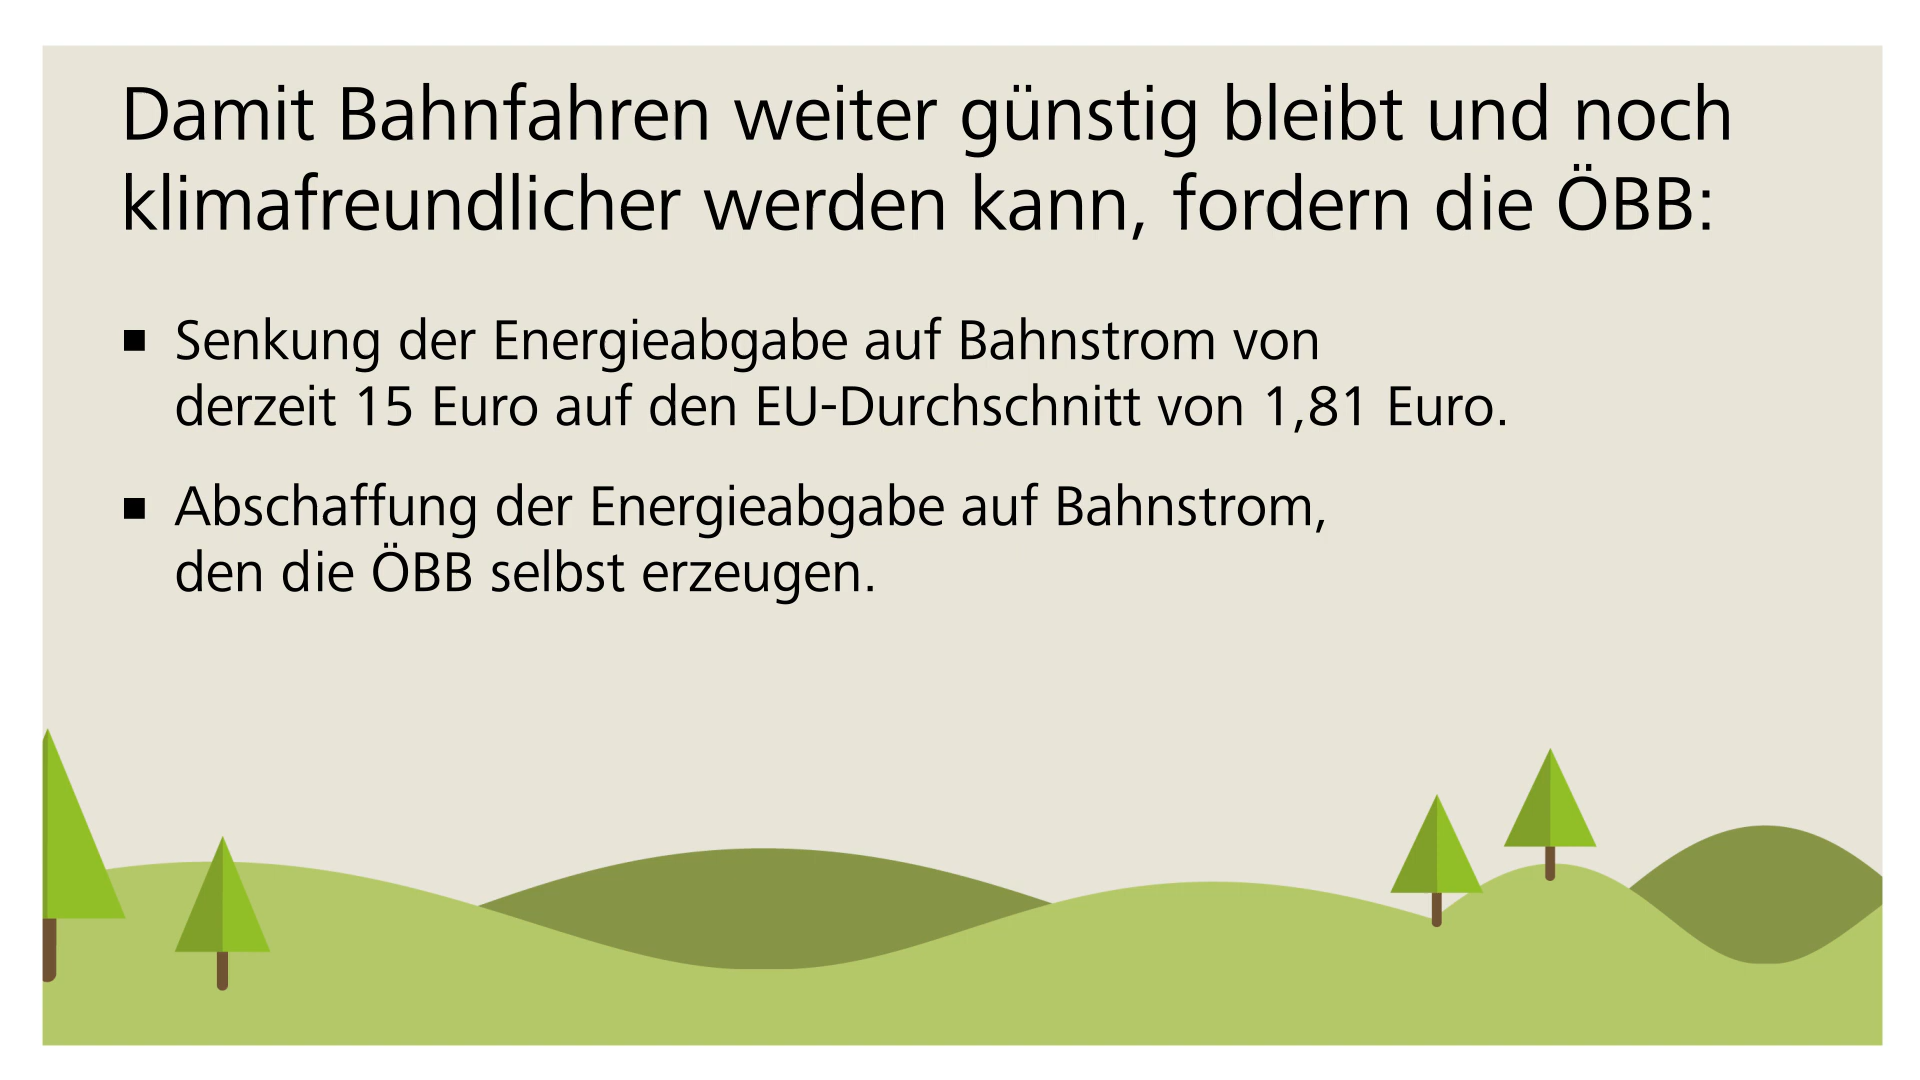 Damit Bahnfahren weiter günstig bleibt und noch
klimafreundlicher werden kann, fordern die ÖBB:
▪ Senkung der Energieabgabe auf Bahnstrom von
derzeit 15 Euro auf den EU-Durchschnitt von 1,81 Euro.
▪ Abschaffung der Energieabgabe auf Bahnstrom,
den die ÖBB selbst erzeugen.